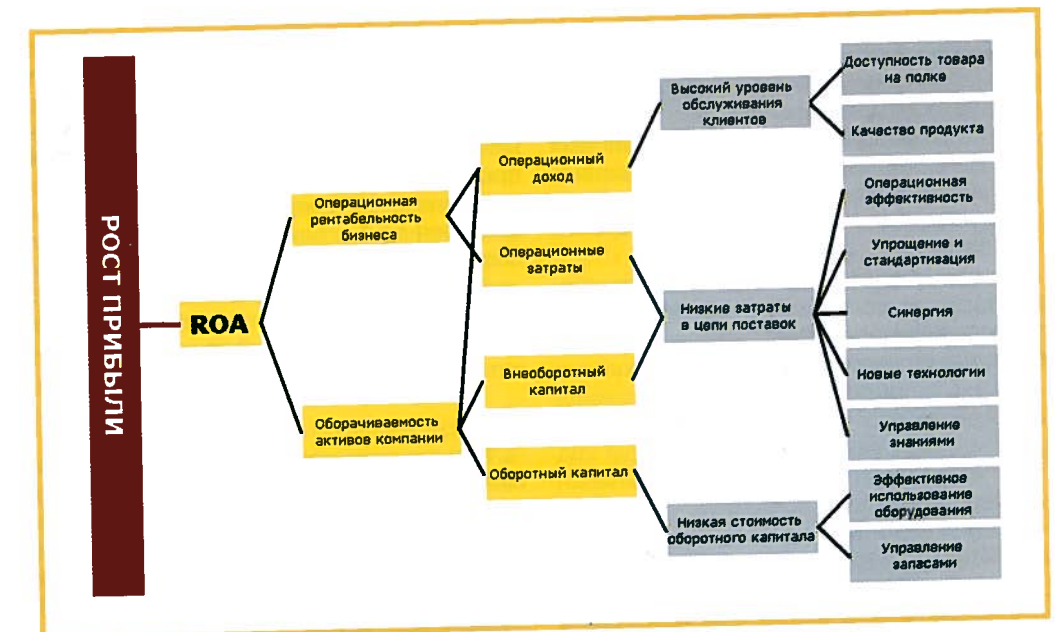 РОСТ ПРИБЫЛИ
ROA
Операционная
рентабельность
бизнеса
Оборачиваемость
активов компании
Операционный
доход
Операционные
затраты
Внеоборотный
капитал
Оборотный капитал
Высокий уровень
обслуживания
клиентов
Низкие затраты
в цепи поставок
Низкая стоимость
оборотного капитала
Доступность товара
на полке
Качество продукта
Операционная
эффективность
Упрощение и
стандартизация
Синергия
Новые технологии
Управление
знаниями
Эффективное
использование
оборудования
Управление
запасами